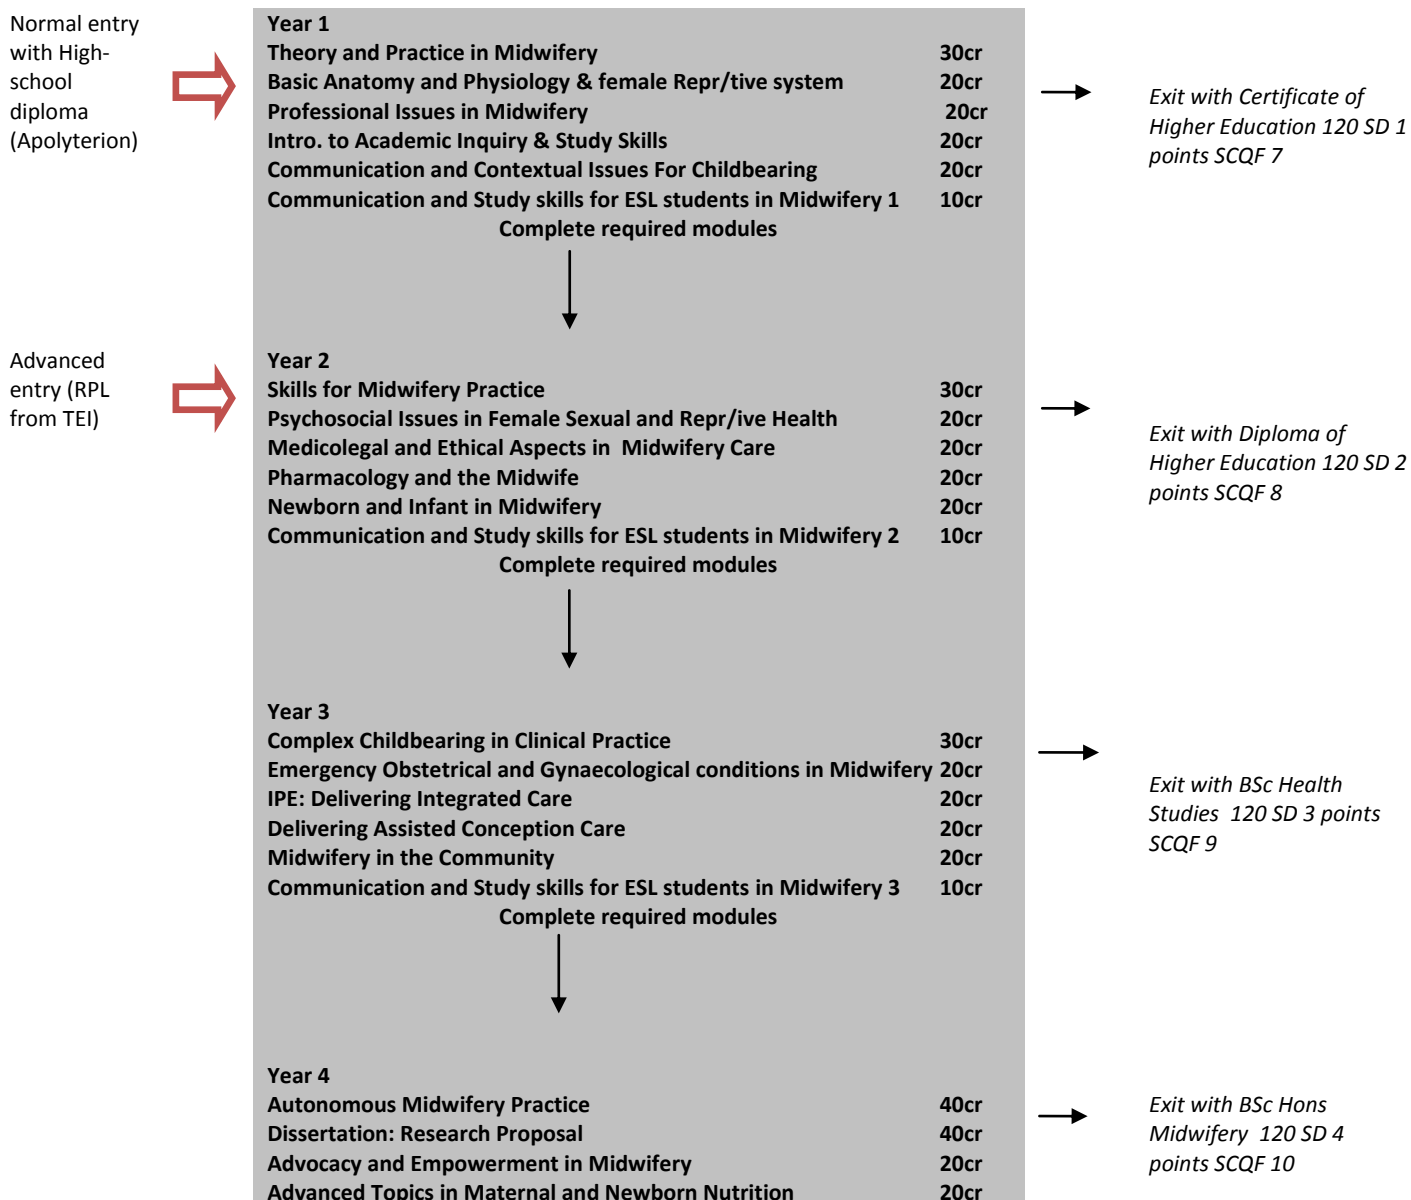 Normal entry
with High-
school
diploma
(Apolyterion)
Year 1
Theory and Practice in Midwifery 30cr
Basic Anatomy and Physiology & female Repr/tive system 20cr
Professional Issues in Midwifery 20cr
Intro. to Academic Inquiry & Study Skills 20cr
Communication and Contextual Issues For Childbearing 20cr
Communication and Study skills for ESL students in Midwifery 1 10cr
Complete required modules
Exit with Certificate of
Higher Education 120 SD 1
points SCQF 7
Advanced
entry (RPL
from TEI)
Year 2
Skills for Midwifery Practice 30cr
Psychosocial Issues in Female Sexual and Repr/ive Health 20cr
Medicolegal and Ethical Aspects in Midwifery Care 20cr
Pharmacology and the Midwife 20cr
Newborn and Infant in Midwifery 20cr
Communication and Study skills for ESL students in Midwifery 2 10cr
Complete required modules
Exit with Diploma of
Higher Education 120 SD 2
points SCQF 8
Year 3
Complex Childbearing in Clinical Practice 30cr
Emergency Obstetrical and Gynaecological conditions in Midwifery 20cr
IPE: Delivering Integrated Care 20cr
Delivering Assisted Conception Care 20cr
Midwifery in the Community 20cr
Communication and Study skills for ESL students in Midwifery 3 10cr
Complete required modules
Exit with BSc Health
Studies 120 SD 3 points
SCQF 9
Year 4
Autonomous Midwifery Practice 40cr
Dissertation: Research Proposal 40cr
Advocacy and Empowerment in Midwifery 20cr
Advanced Topics in Maternal and Newborn Nutrition 20cr
Exit with BSc Hons
Midwifery 120 SD 4
points SCQF 10